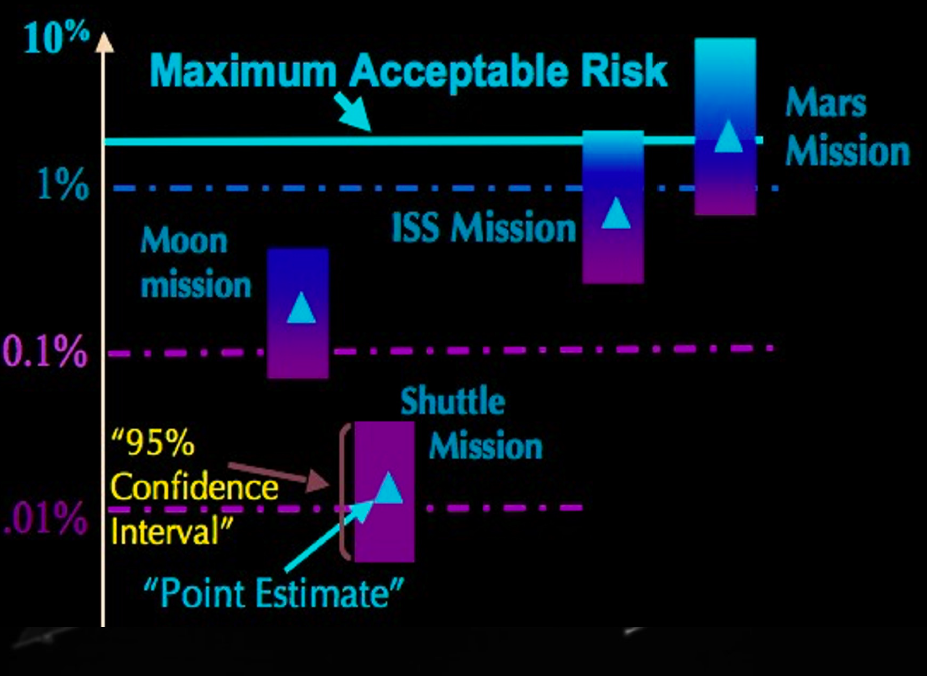 10%
Maximum Acceptable Risk
Mars
Mission
1%
ISS Mission
Moon
mission
0.1%
Shuttle
Mission
“95%
Confidence
Interval”
.01%
“Point Estimate”